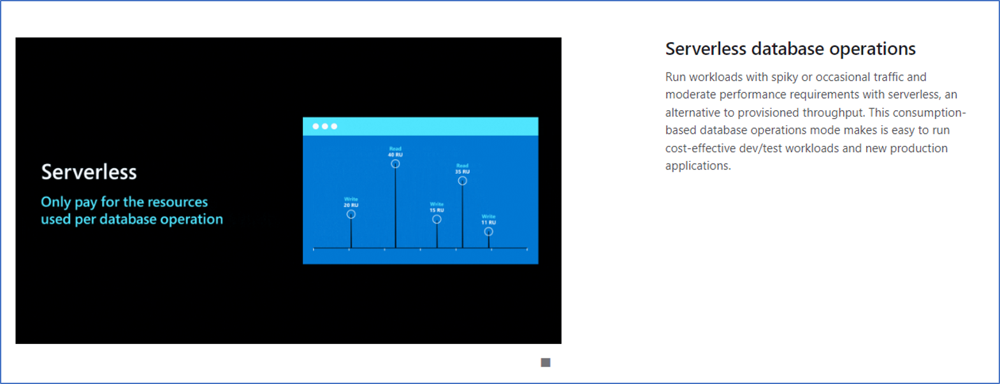 Serverless
Only pay for the resources
used per database operation
Write
20 RU
Read
40 RU
Write
15 RU
Read
35 RU
Write
11 RU
Serverless database operations
Run workloads with spiky or occasional traffic and
moderate performance requirements with serverless, an
alternative to provisioned throughput. This consumption-
based database operations mode makes is easy to run
cost-effective dev/test workloads and new production
applications.